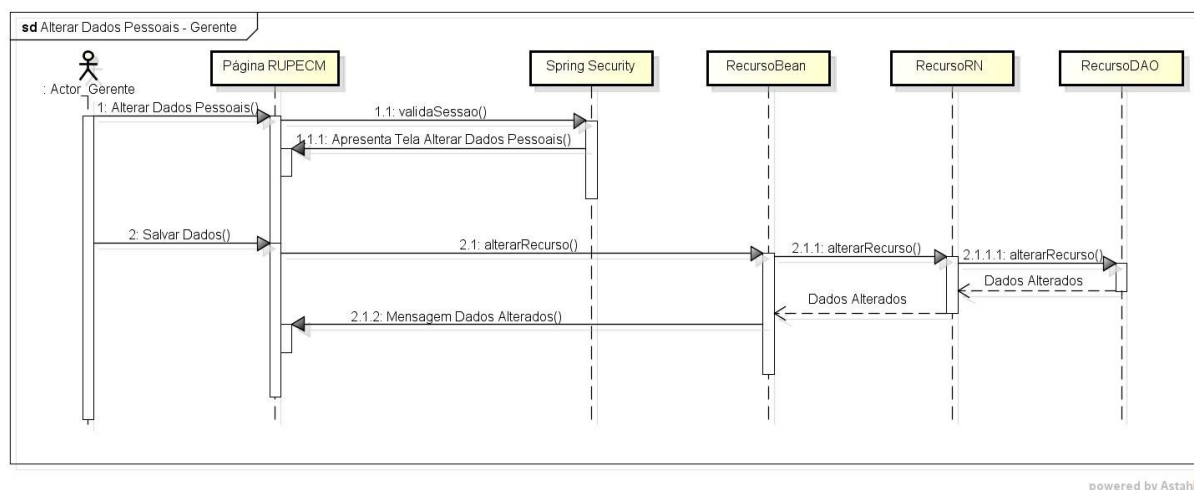 sd Alterar Dados Pessoais - Gerente
Página RUPECM
Spring Security
RecursoBean
RecursoRN
RecursoDAO
: Actor_Gerente
1: Alterar Dados Pessoais()
1.1: validaSessao()
1.1.1: Apresenta Tela Alterar Dados Pessoais()
2: Salvar Dados()
2.1: alterarRecurso()
2.1.1: alterarRecurso()
2.1.1.1: alterarRecurso()
Dados Alterados
Dados Alterados
2.1.2: Mensagem Dados Alterados()
powered by Astah